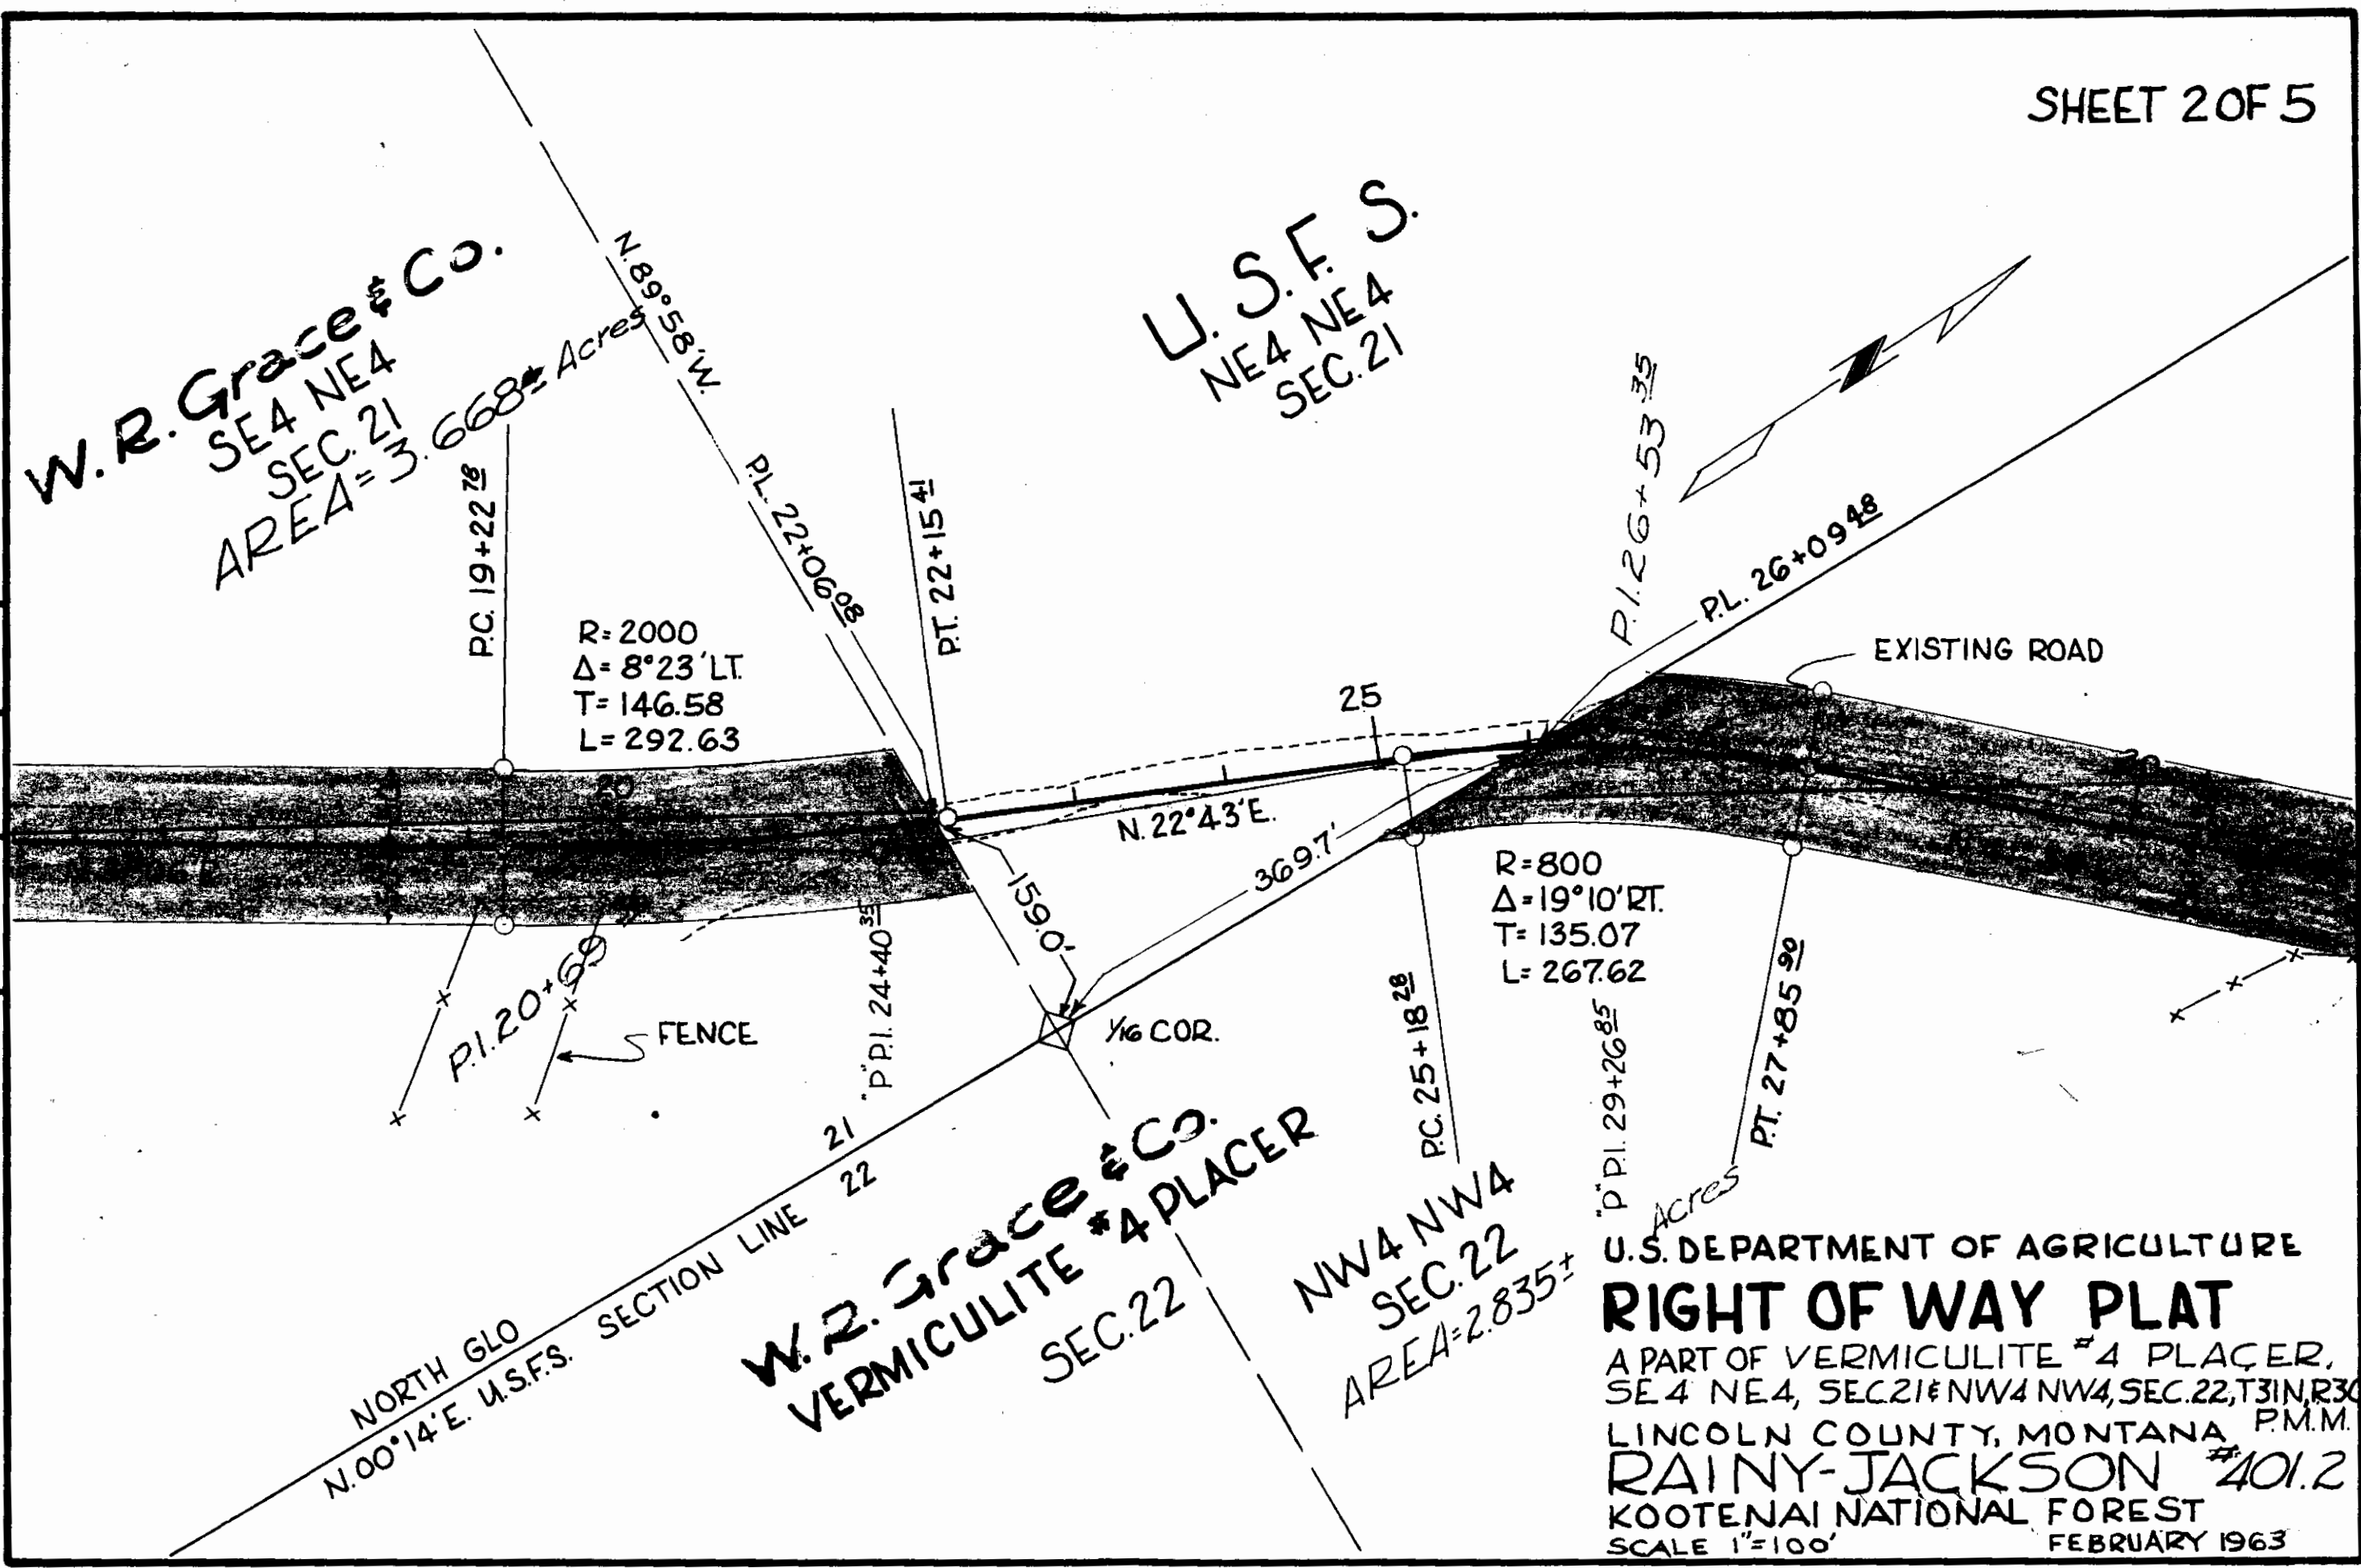 SHEET 2 OF 5
W. R. Grace & Co.
SE4 NE4
SEC. 21
AREA = 3.668± Acres
N. 89° 58' W.
P.L. 22+06 08
U. S. F. S.
NE4 NE4
SEC. 21
N
P.C. 19+22 78
P.T. 22+15 41
P.I. 26+53 35
P.L. 26+09 48
EXISTING ROAD
R= 2000
Δ= 8°23' LT.
T= 146.58
L= 292.63
20
25
30
N. 22°43' E.
369.7'
159.0'
R=800
Δ=19°10' RT.
T= 135.07
L= 267.62
P.I. 20+69
FENCE
"P" P.I. 24+40 35
1/16 COR.
P.C. 25+18 28
"P" P.I. 29+26 85
P.T. 27+85 90
21
22
NORTH GLO
N. 00°14' E. U.S.F.S. SECTION LINE
W. R. Grace & Co.
VERMICULITE #4 PLACER
SEC. 22
NW4 NW4
SEC. 22
AREA=2.835± Acres
U.S. DEPARTMENT OF AGRICULTURE
RIGHT OF WAY PLAT
A PART OF VERMICULITE #4 PLACER,
SE4 NE4, SEC.21 & NW4 NW4, SEC.22, T31N, R30
P.M.M.
LINCOLN COUNTY, MONTANA
RAINY-JACKSON #401.2
KOOTENAI NATIONAL FOREST
SCALE 1"=100' FEBRUARY 1963